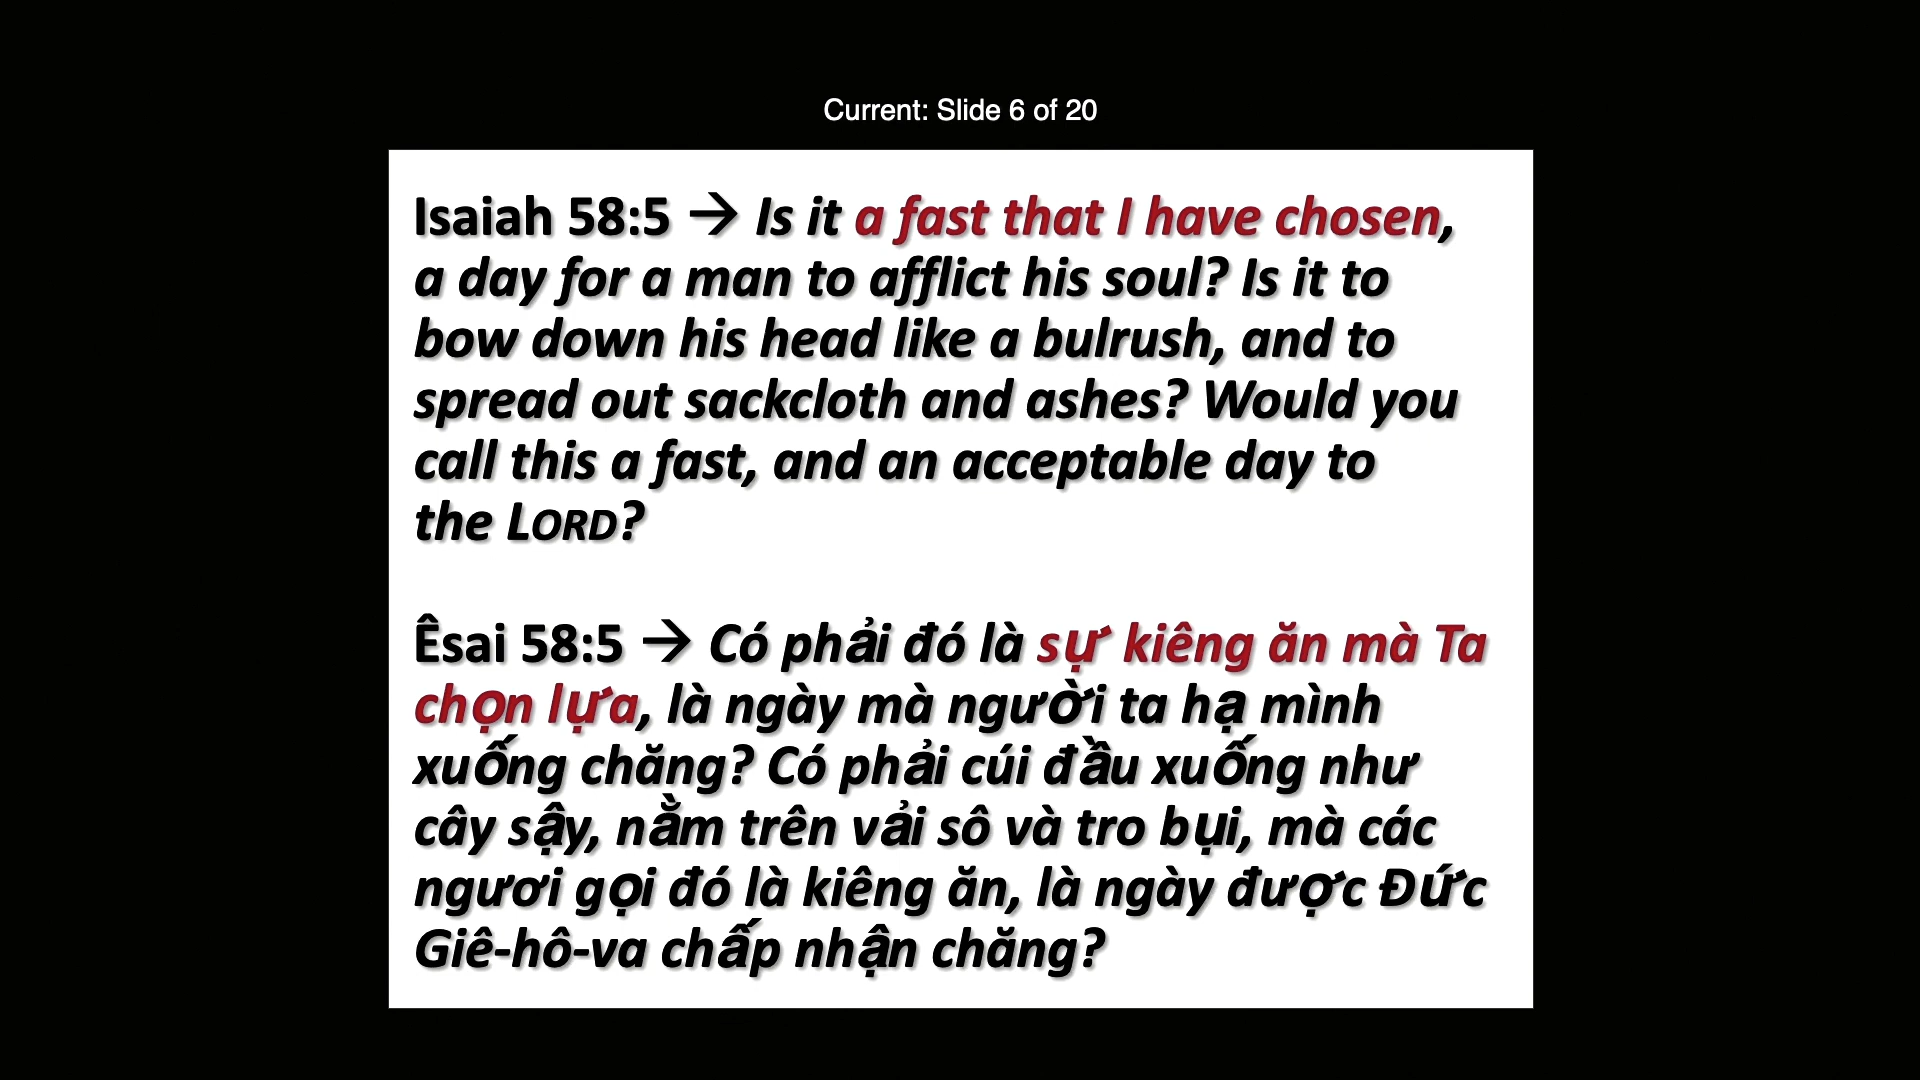 Current: Slide 6 of 20
Isaiah 58:5 → Is it a fast that I have chosen,
a day for a man to afflict his soul? Is it to
bow down his head like a bulrush, and to
spread out sackcloth and ashes? Would you
call this a fast, and an acceptable day to
the LORD?
Êsai 58:5 → Có phải đó là sự kiêng ăn mà Ta
chọn lựa, là ngày mà người ta hạ mình
xuống chăng? Có phải cúi đầu xuống như
cây sậy, nằm trên vải sô và tro bụi, mà các
ngươi gọi đó là kiêng ăn, là ngày được Đức
Giê-hô-va chấp nhận chăng?